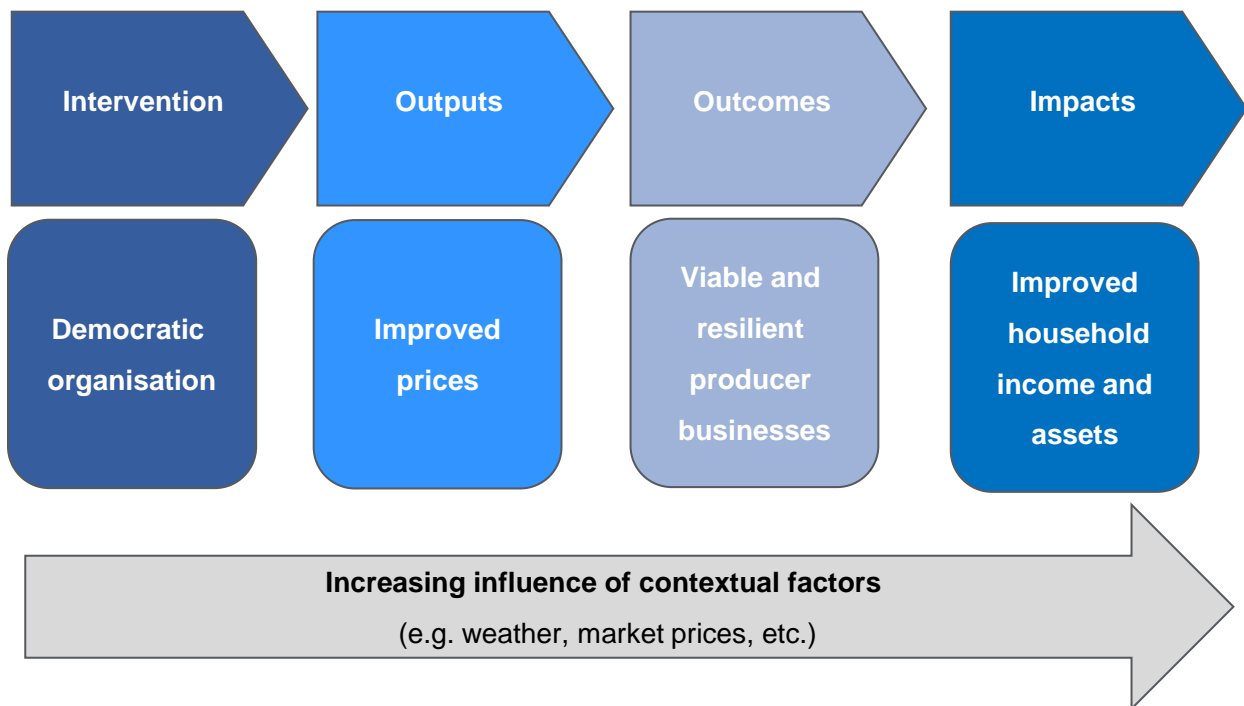 Intervention
Outputs
Outcomes
Impacts
Democratic
organisation
Improved
prices
Viable and
resilient
producer
businesses
Improved
household
income and
assets
Increasing influence of contextual factors
(e.g. weather, market prices, etc.)